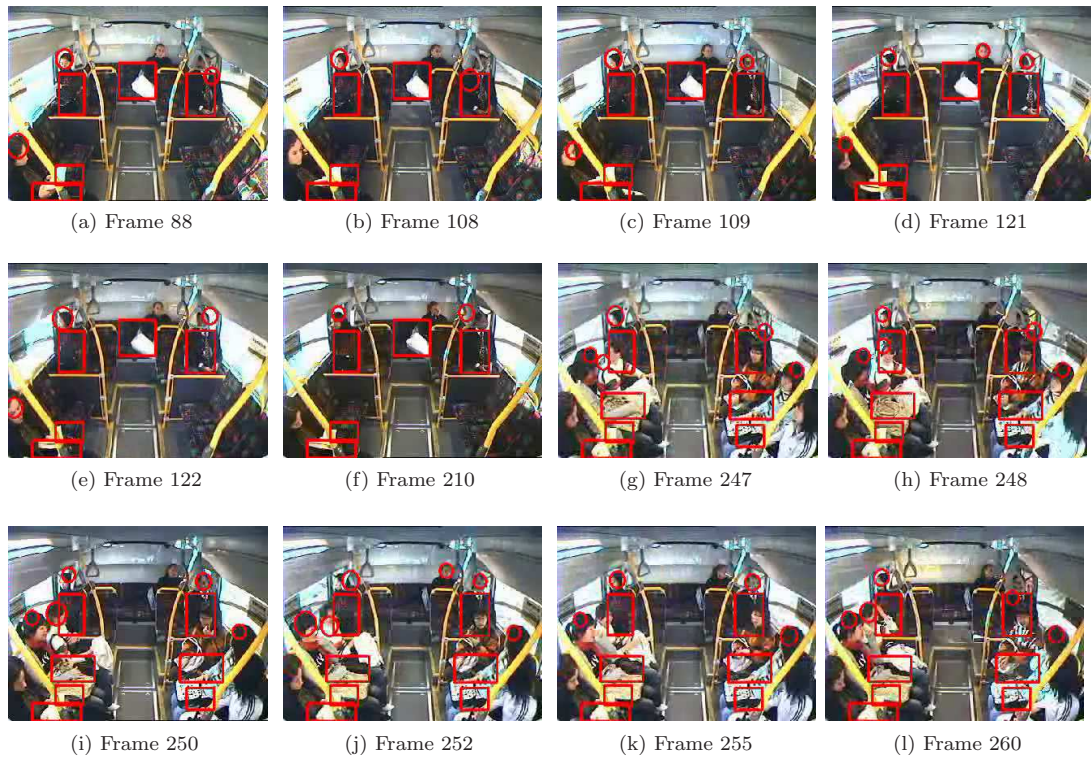 (a) Frame 88
(b) Frame 108
(c) Frame 109
(d) Frame 121
(e) Frame 122
(f) Frame 210
(g) Frame 247
(h) Frame 248
(i) Frame 250
(j) Frame 252
(k) Frame 255
(l) Frame 260